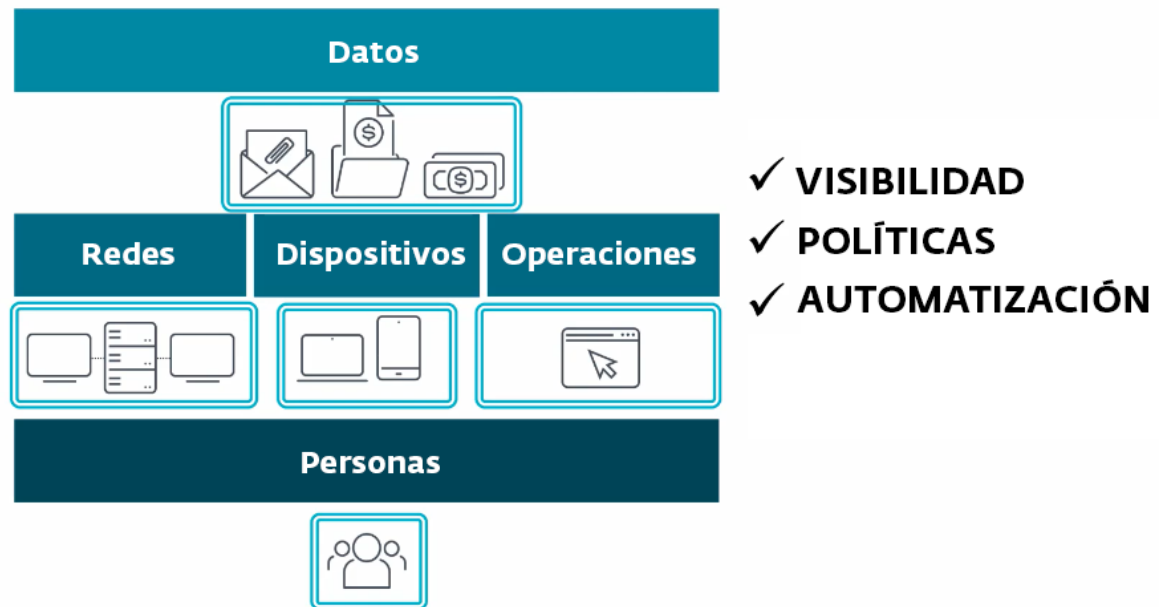 Datos
Redes
Dispositivos
Operaciones
Personas
✓ VISIBILIDAD
✓ POLÍTICAS
✓ AUTOMATIZACIÓN